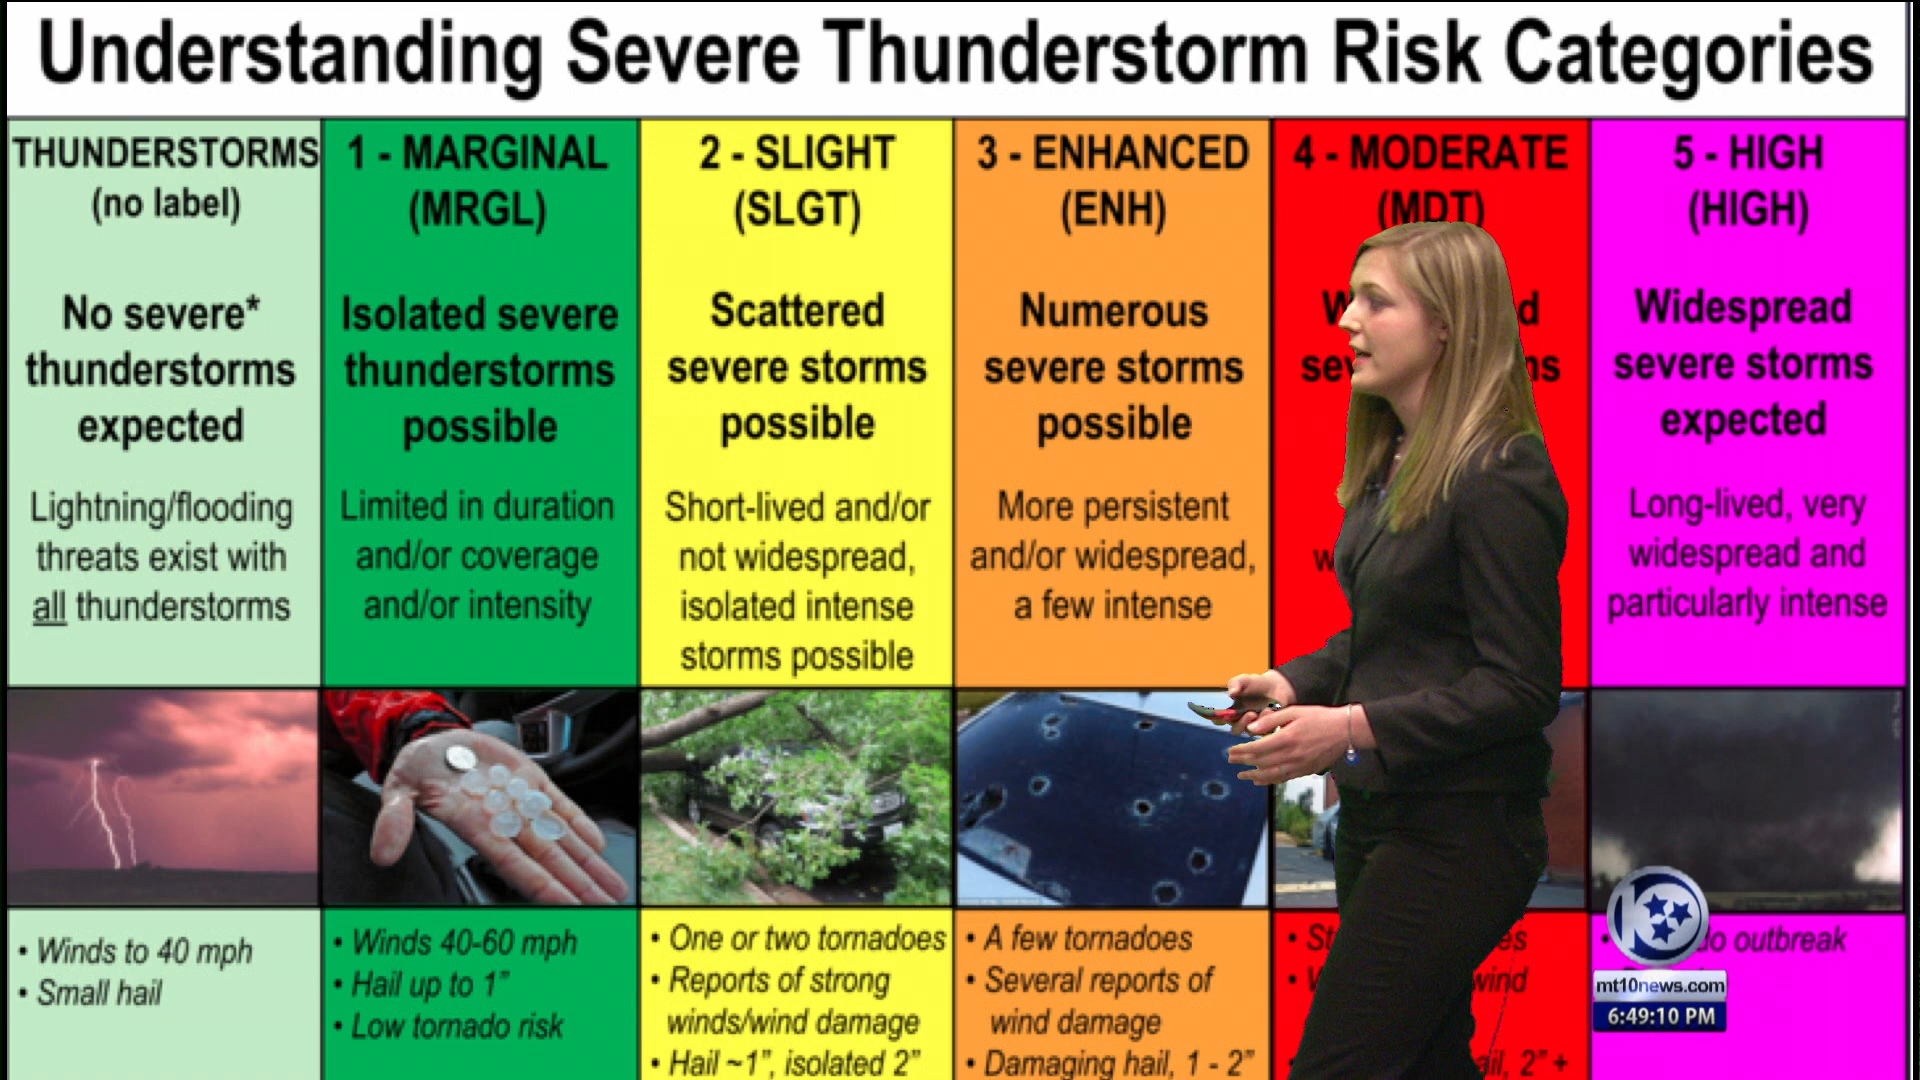 Understanding Severe Thunderstorm Risk Categories
THUNDERSTORMS
(no label)
No severe*
thunderstorms
expected
Lightning/flooding
threats exist with
all thunderstorms
• Winds to 40 mph
• Small hail
1 - MARGINAL
(MRGL)
Isolated severe
thunderstorms
possible
Limited in duration
and/or coverage
and/or intensity
• Winds 40-60 mph
• Hail up to 1”
• Low tornado risk
2 - SLIGHT
(SLGT)
Scattered
severe storms
possible
Short-lived and/or
not widespread,
isolated intense
storms possible
• One or two tornadoes
• Reports of strong
winds/wind damage
• Hail ~1”, isolated 2”
3 - ENHANCED
(ENH)
Numerous
severe storms
possible
More persistent
and/or widespread,
a few intense
• A few tornadoes
• Several reports of
wind damage
• Damaging hail, 1 - 2”
4 - MODERATE
(MDT)
wind
2” +
5 - HIGH
(HIGH)
Widespread
severe storms
expected
Long-lived, very
widespread and
particularly intense
outbreak
mt10news.com
6:49:10 PM